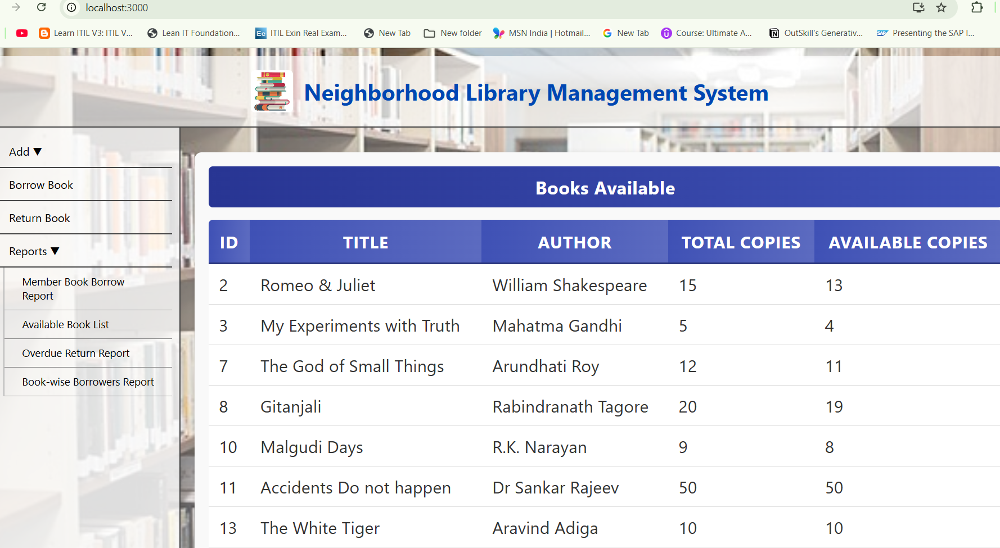 localhost:3000
Learn ITIL V3: ITIL V... Lean IT Foundation... Ec ITIL Exin Real Exam... New Tab New folder MSN India | Hotmail... New Tab Course: Ultimate A... OutSkill's Generativ... SAP Presenting the SAP I...
Neighborhood Library Management System
Add ▼
Borrow Book
Return Book
Reports ▼
Member Book Borrow
Report
Available Book List
Overdue Return Report
Book-wise Borrowers Report
Books Available
ID TITLE AUTHOR TOTAL COPIES AVAILABLE COPIES
2 Romeo & Juliet William Shakespeare 15 13
3 My Experiments with Truth Mahatma Gandhi 5 4
7 The God of Small Things Arundhati Roy 12 11
8 Gitanjali Rabindranath Tagore 20 19
10 Malgudi Days R.K. Narayan 9 8
11 Accidents Do not happen Dr Sankar Rajeev 50 50
13 The White Tiger Aravind Adiga 10 10